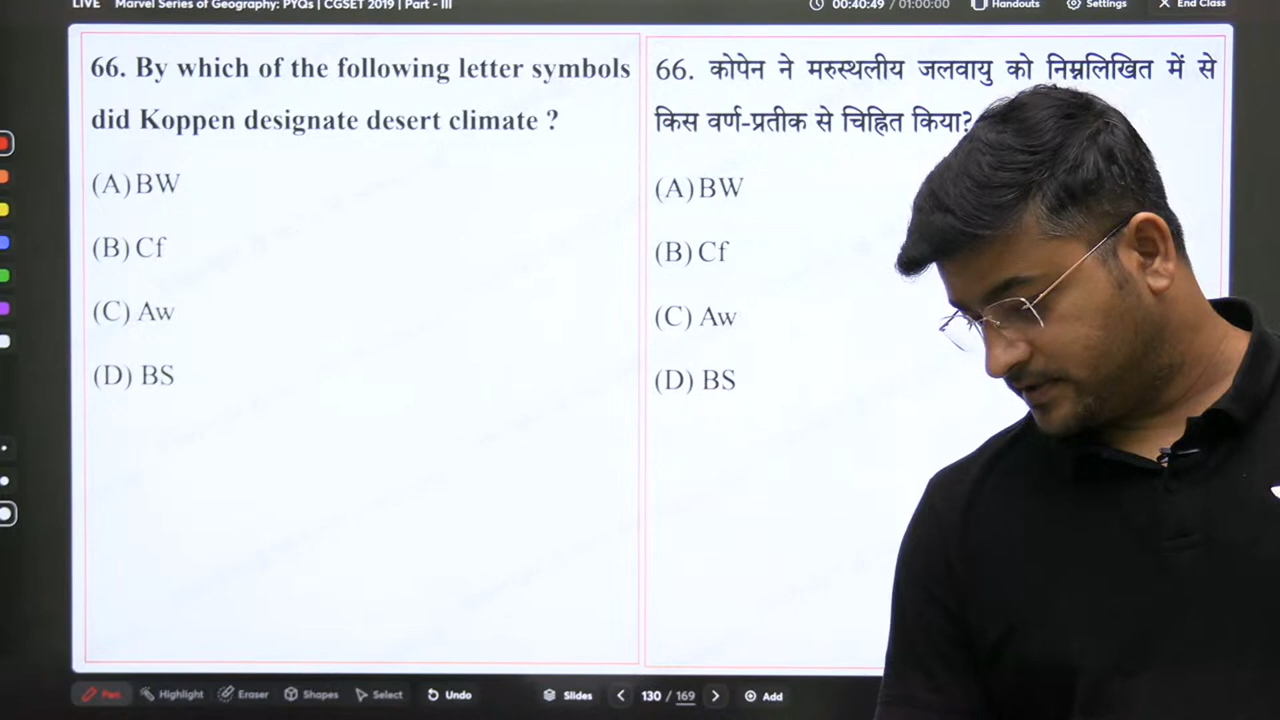 LIVE Marvel Series of Geography: PYQs | CGSET 2019 | Part - III 00:40:49 / 01:00:00 Handouts Settings End Class
66. By which of the following letter symbols
did Koppen designate desert climate ?
(A) BW
(B) Cf
(C) Aw
(D) BS
66. कोपेन ने मरुस्थलीय जलवायु को निम्नलिखित में से
किस वर्ण-प्रतीक से चिह्नित किया?
(A) BW
(B) Cf
(C) Aw
(D) BS
Pen Highlight Eraser Shapes Select Undo Slides 130 / 169 Add